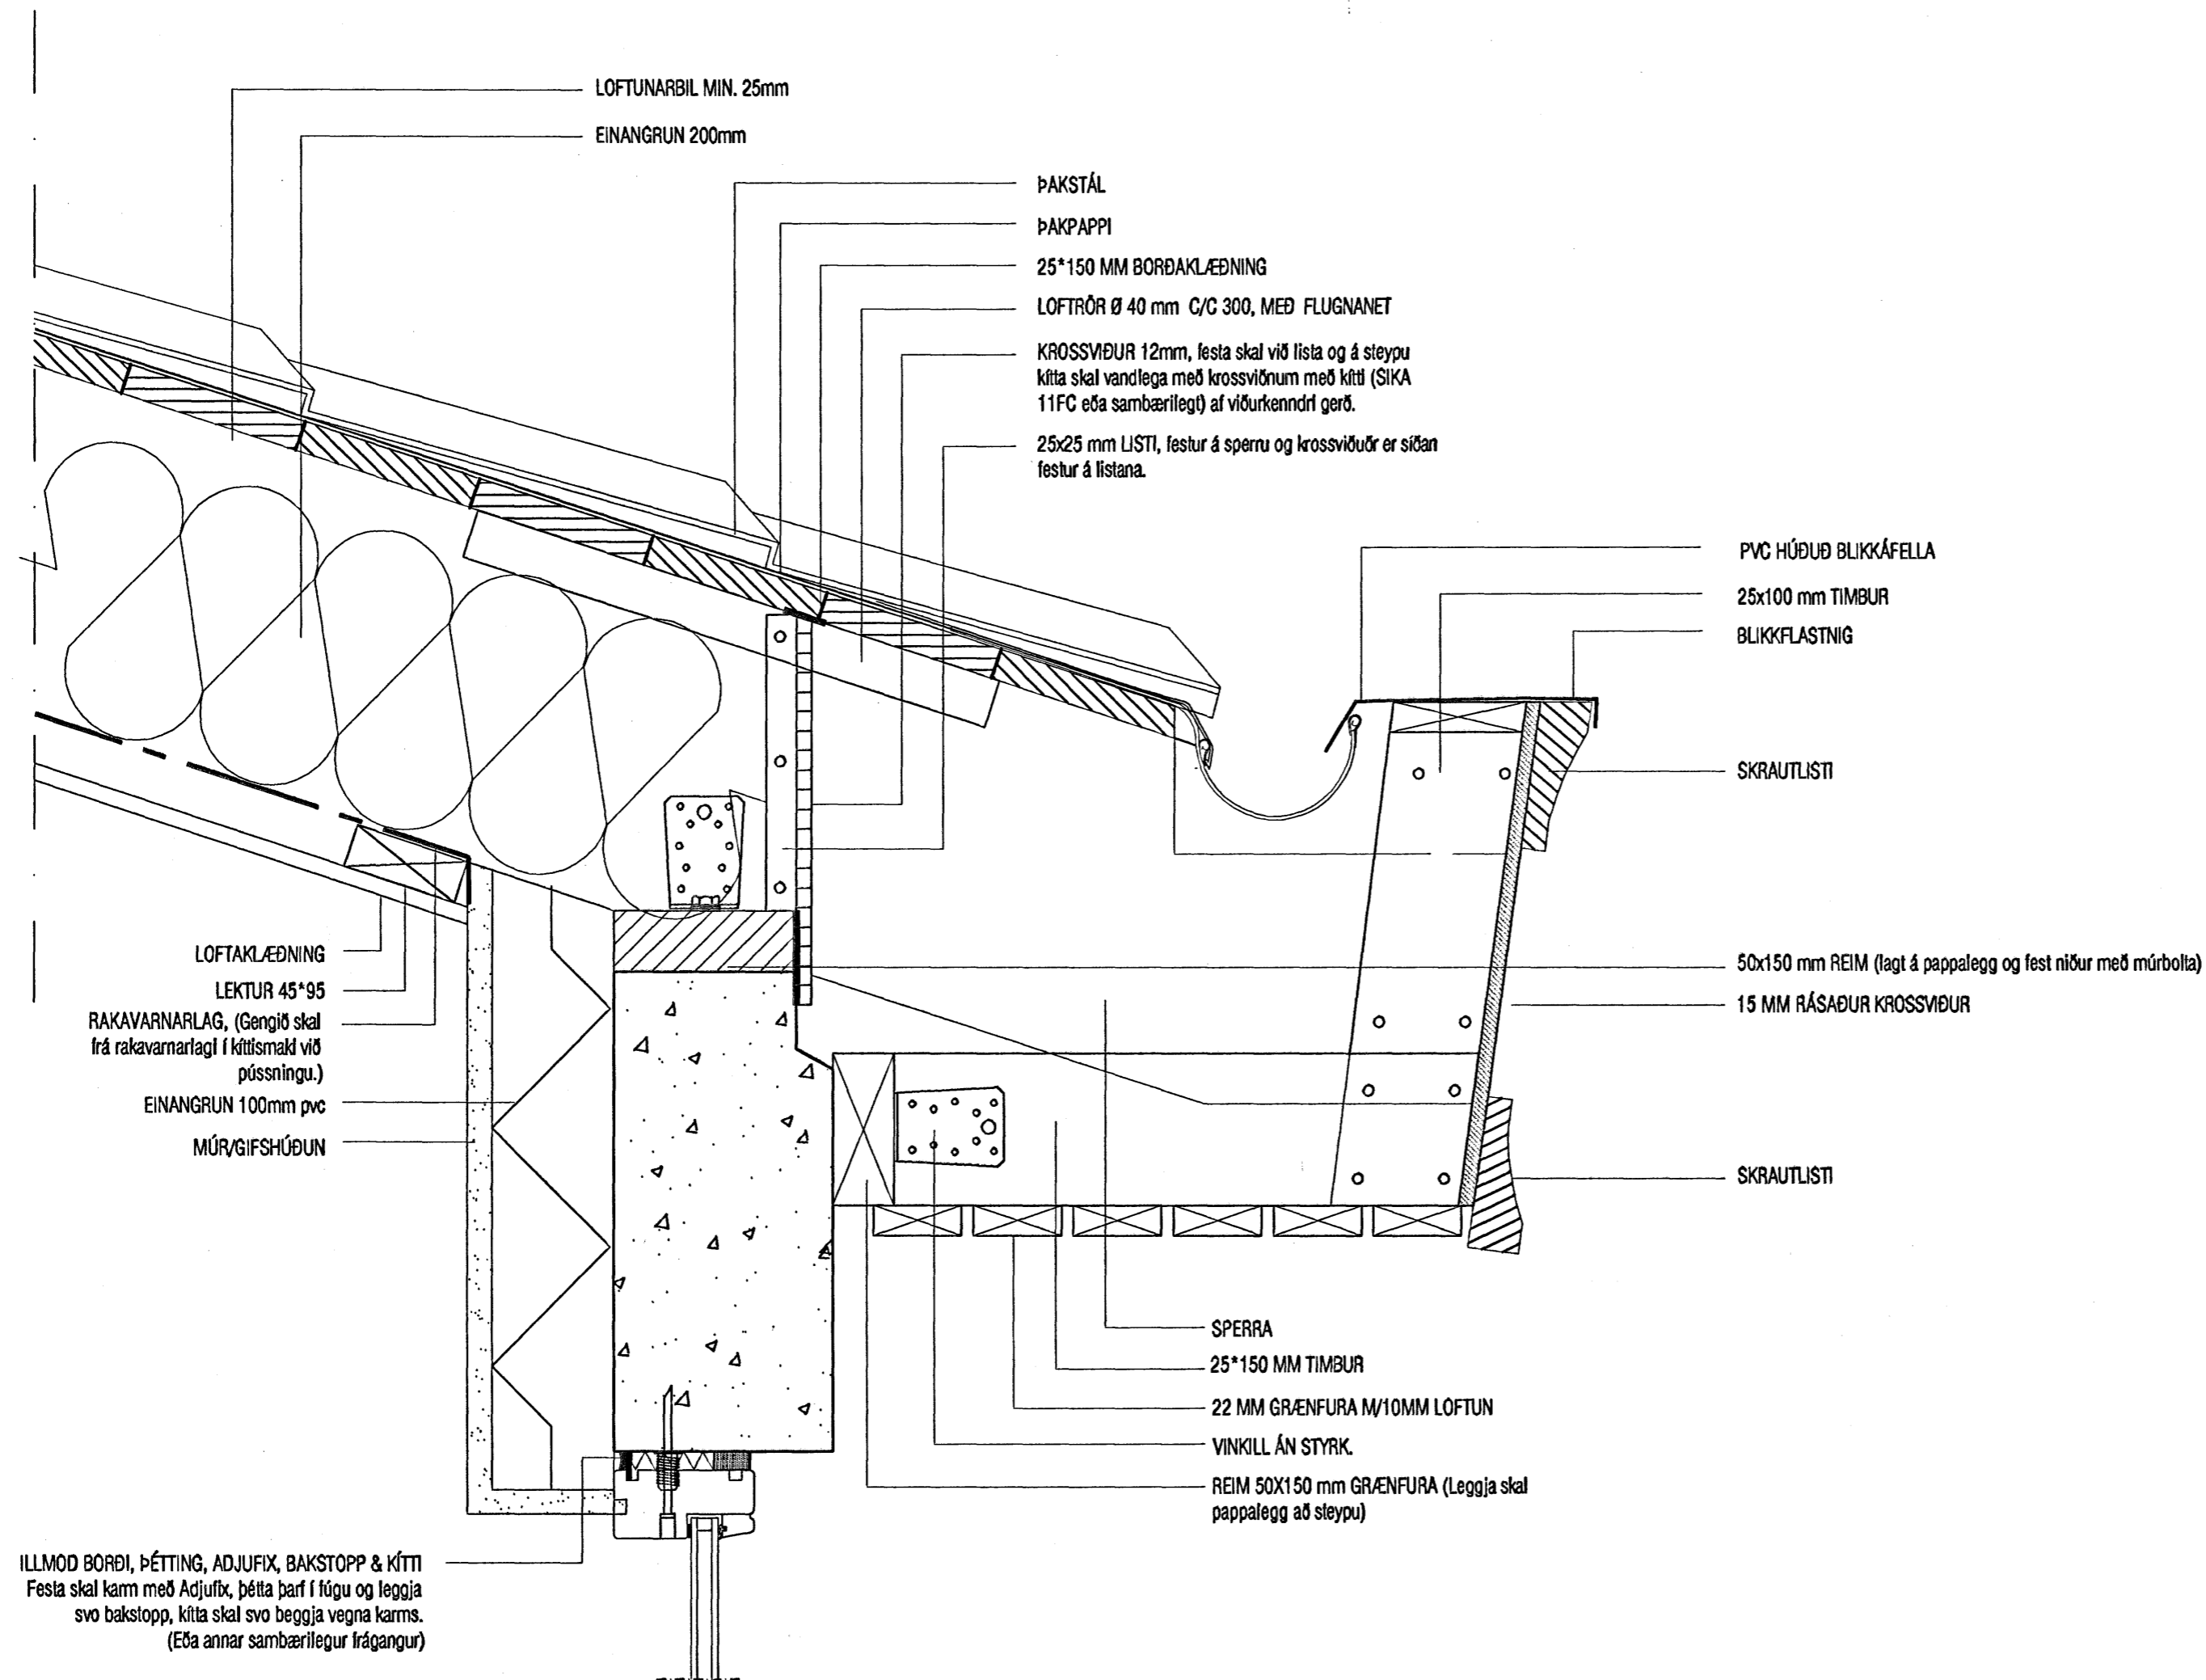 LOFTUNARBIL MIN. 25mm
EINANGRUN 200mm
ÞAKSTÁL
ÞAKPAPPI
25*150 MM BORÐAKLÆÐNING
LOFTRÖR Ø 40 mm C/C 300, MEÐ FLUGNANET
KROSSVIÐUR 12mm, festa skal við lista og á steypu
kítta skal vandlega með krossviðnum með kítti (SIKA
11FC eða sambærilegt) af viðurkenndri gerð.
25x25 mm LISTI, festur á sperru og krossviðuðr er síðan
festur á listana.
PVC HÚÐUÐ BLIKKÁFELLA
25x100 mm TIMBUR
BLIKKFLASTNIG
SKRAUTLISTI
50x150 mm REIM (lagt á pappalegg og fest niður með múrbolta)
15 MM RÁSAÐUR KROSSVIÐUR
SKRAUTLISTI
LOFTAKLÆÐNING
LEKTUR 45*95
RAKAVARNARLAG, (Gengið skal
frá rakavarnarlagi í kíttismakl við
pússningu.)
EINANGRUN 100mm pvc
MÚR/GIFSHÚÐUN
SPERRA
25*150 MM TIMBUR
22 MM GRÆNFURA M/10MM LOFTUN
VINKILL ÁN STYRK.
REIM 50X150 mm GRÆNFURA (Leggja skal
pappalegg að steypu)
ILLMOD BORÐI, ÞÉTTING, ADJUFIX, BAKSTOPP & KÍTTI
Festa skal karm með Adjufix, þétta þarf í fúgu og leggja
svo bakstopp, kítta skal svo beggja vegna karms.
(Eða annar sambærilegur frágangur)